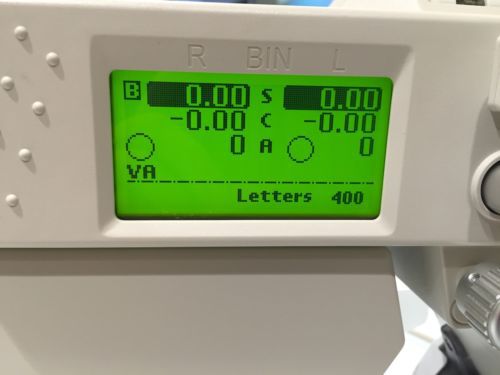 R BIN L
B 0.00 S 0.00
-0.00 C -0.00
0 A 0
VA
Letters 400